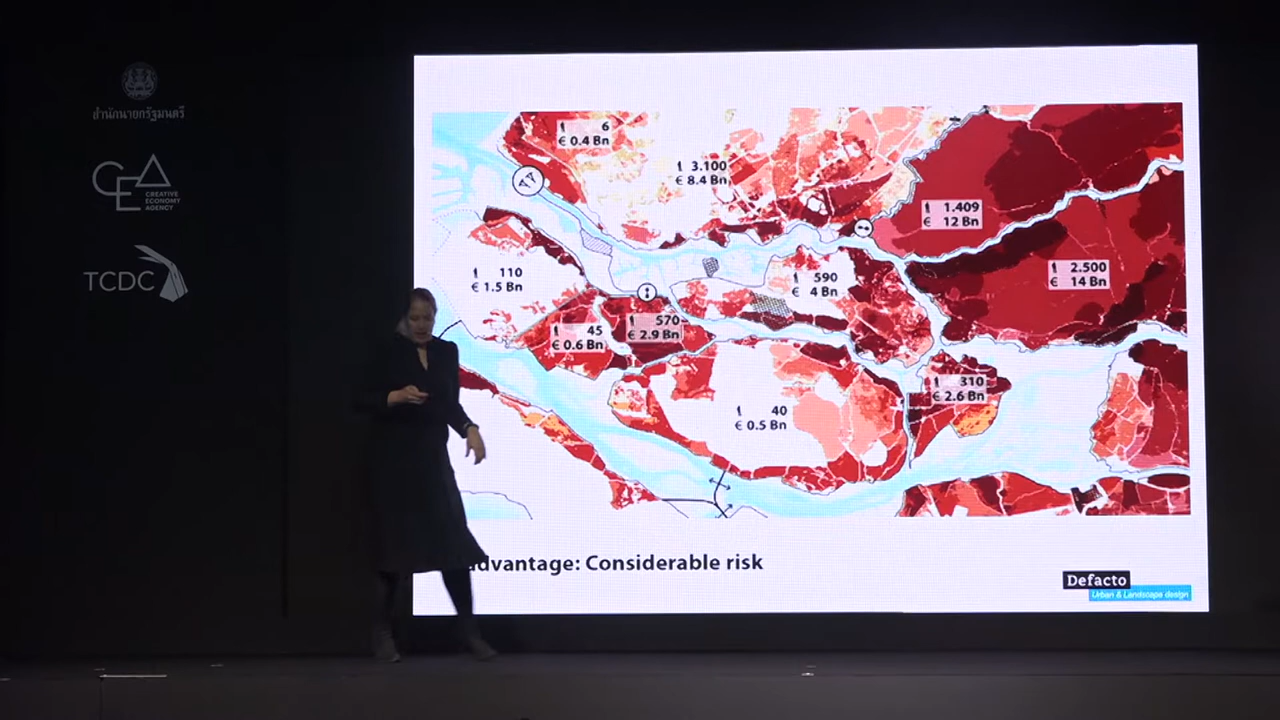 สำนักนายกรัฐมนตรี
CEA
CREATIVE
ECONOMY
AGENCY
TCDC
6
€ 0.4 Bn
3.100
€ 8.4 Bn
1.409
€ 12 Bn
2.500
€ 14 Bn
110
€ 1.5 Bn
590
€ 4 Bn
570
€ 2.9 Bn
45
€ 0.6 Bn
310
€ 2.6 Bn
40
€ 0.5 Bn
advantage: Considerable risk
Defacto
Urban & Landscape design